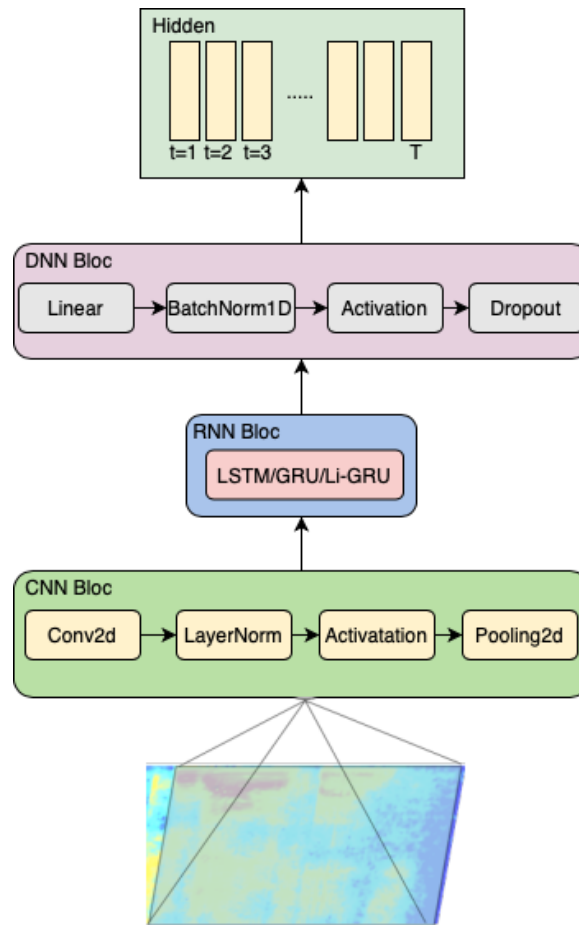 Hidden
.....
t=1 t=2 t=3 T
DNN Bloc
Linear BatchNorm1D Activation Dropout
RNN Bloc
LSTM/GRU/Li-GRU
CNN Bloc
Conv2d LayerNorm Activatation Pooling2d